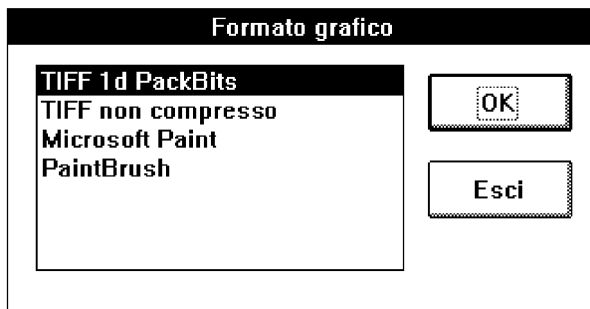 Formato grafico
TIFF 1d PackBits
TIFF non compresso
Microsoft Paint
PaintBrush
OK
Esci